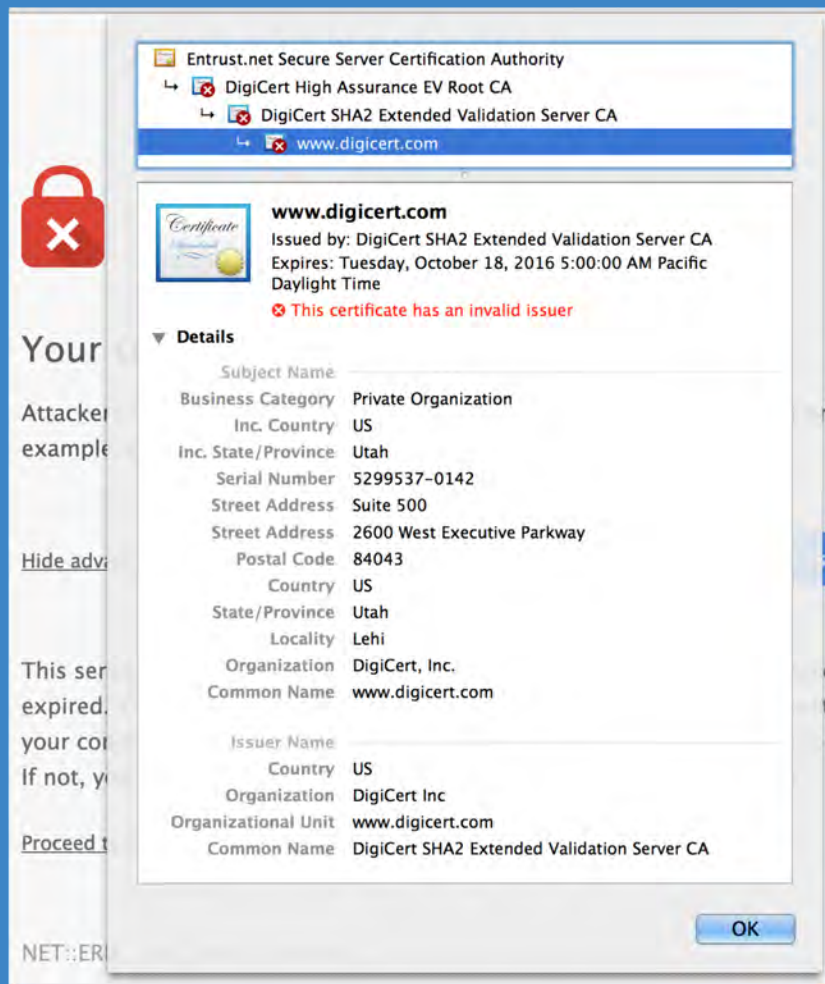 Entrust.net Secure Server Certification Authority
↳ DigiCert High Assurance EV Root CA
↳ DigiCert SHA2 Extended Validation Server CA
↳ www.digicert.com
Certificate
www.digicert.com
Issued by: DigiCert SHA2 Extended Validation Server CA
Expires: Tuesday, October 18, 2016 5:00:00 AM Pacific
Daylight Time
This certificate has an invalid issuer
Details
Subject Name
Business Category Private Organization
Inc. Country US
Inc. State/Province Utah
Serial Number 5299537-0142
Street Address Suite 500
Street Address 2600 West Executive Parkway
Postal Code 84043
Country US
State/Province Utah
Locality Lehi
Organization DigiCert, Inc.
Common Name www.digicert.com
Issuer Name
Country US
Organization DigiCert Inc
Organizational Unit www.digicert.com
Common Name DigiCert SHA2 Extended Validation Server CA
OK
Your
Attacker
example
Hide adva
This ser
expired.
your con
If not, y
Proceed t
NET::ER